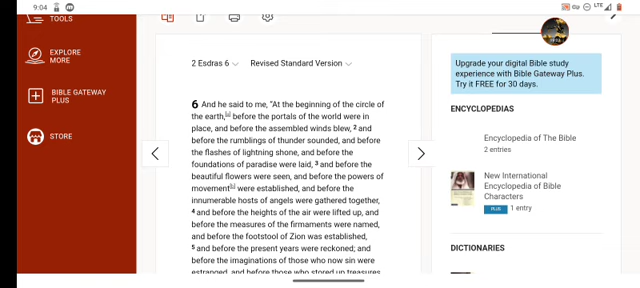 9:04
LTE
TOOLS
EXPLORE
MORE
BIBLE GATEWAY
PLUS
STORE
2 Esdras 6
Revised Standard Version
6 And he said to me, "At the beginning of the circle of
the earth,[a] before the portals of the world were in
place, and before the assembled winds blew, 2 and
before the rumblings of thunder sounded, and before
the flashes of lightning shone, and before the
foundations of paradise were laid, 3 and before the
beautiful flowers were seen, and before the powers of
movement[b] were established, and before the
innumerable hosts of angels were gathered together,
4 and before the heights of the air were lifted up, and
before the measures of the firmaments were named,
and before the footstool of Zion was established,
5 and before the present years were reckoned; and
before the imaginations of those who now sin were
estranged, and before those who stored up treasures
Upgrade your digital Bible study
experience with Bible Gateway Plus.
Try it FREE for 30 days.
ENCYCLOPEDIAS
Encyclopedia of The Bible
2 entries
New International
Encyclopedia of Bible
Characters
PLUS 1 entry
DICTIONARIES